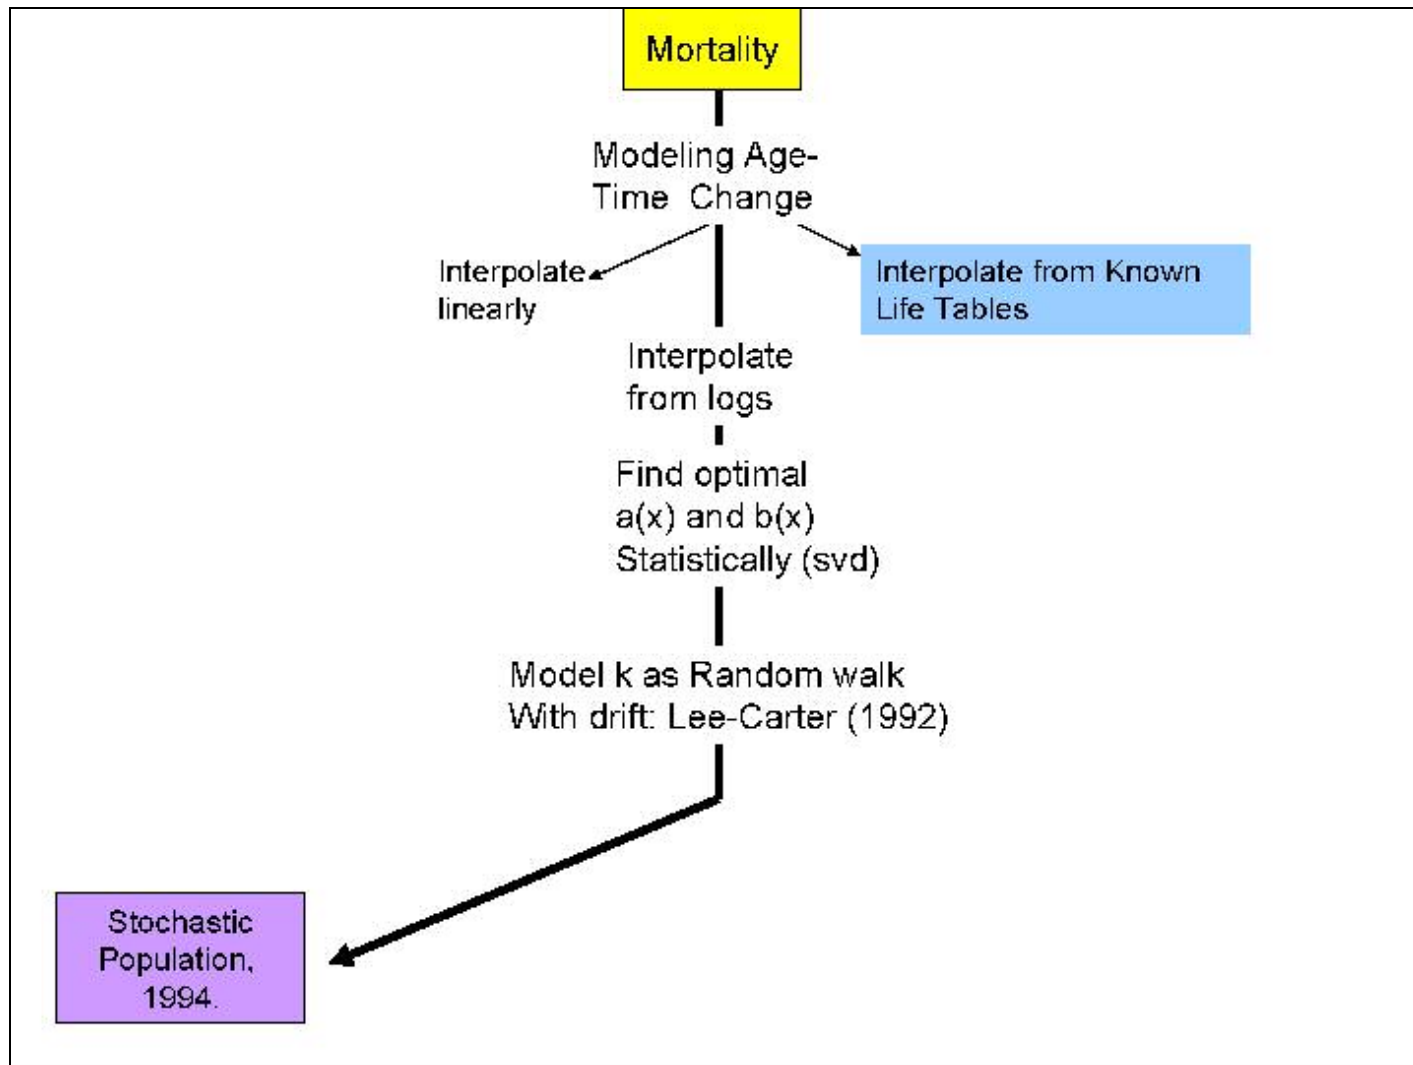 Mortality
Modeling Age-
Time Change
Interpolate
linearly
Interpolate from Known
Life Tables
Interpolate
from logs
Find optimal
a(x) and b(x)
Statistically (svd)
Model k as Random walk
With drift: Lee-Carter (1992)
Stochastic
Population,
1994.